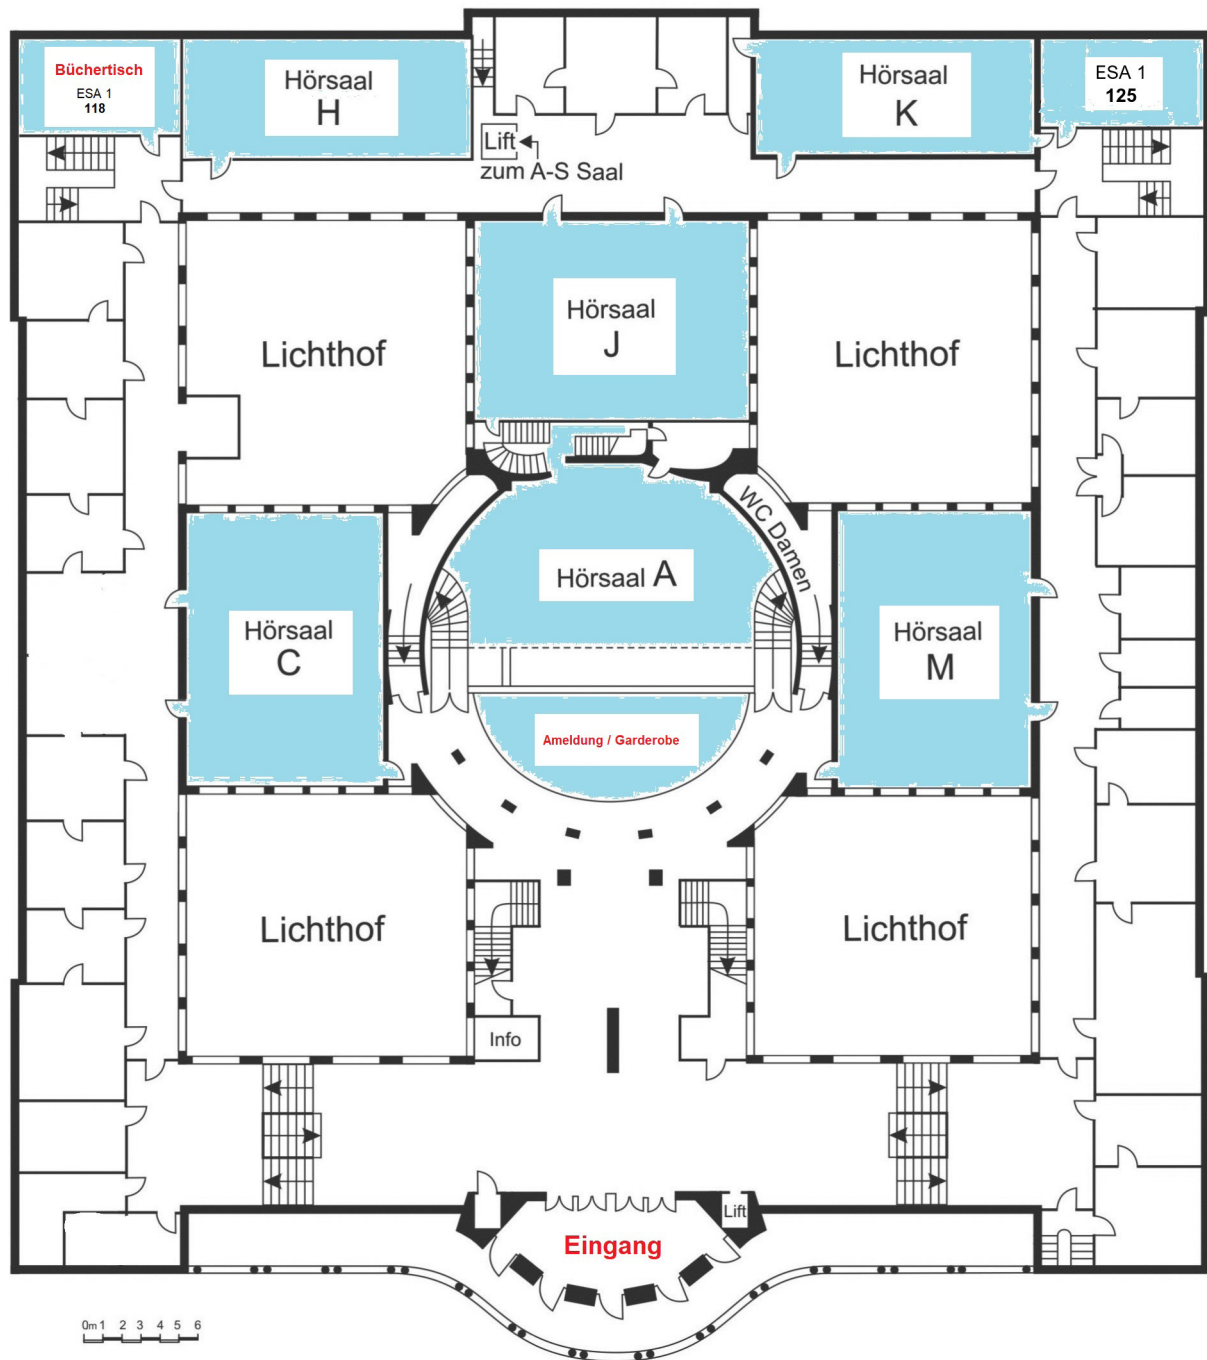 Büchertisch
ESA 1
118
Hörsaal
H
Hörsaal
K
ESA 1
125
Lift
zum A-S Saal
Hörsaal
J
Lichthof
Lichthof
WC Damen
Hörsaal A
Hörsaal
C
Hörsaal
M
Ameldung / Garderobe
Lichthof
Lichthof
Info
Lift
Eingang
0m 1 2 3 4 5 6